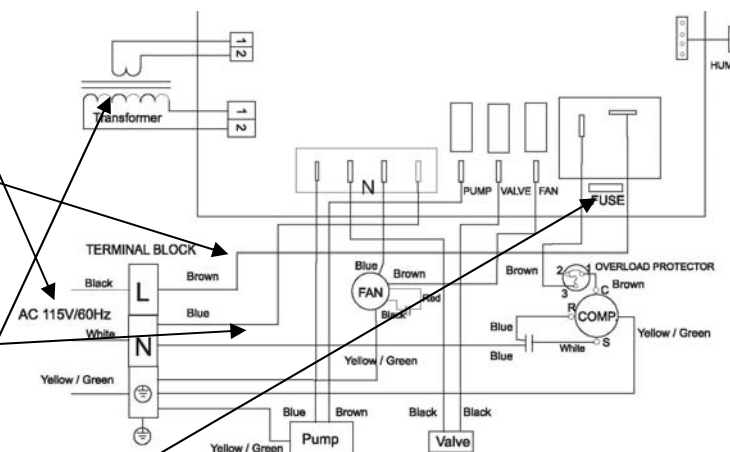 1
2
Transformer
1
2
HUM
N
PUMP
VALVE
FAN
FUSE
TERMINAL BLOCK
Black
L
Brown
AC 115V/60Hz
Blue
White
N
Yellow / Green
Blue
FAN
Brown
Red
Black
Yellow / Green
Brown
2
1
3
OVERLOAD PROTECTOR
C
Brown
R
COMP
S
Blue
Blue
White
Yellow / Green
Blue
Brown
Black
Black
Yellow / Green
Pump
Valve